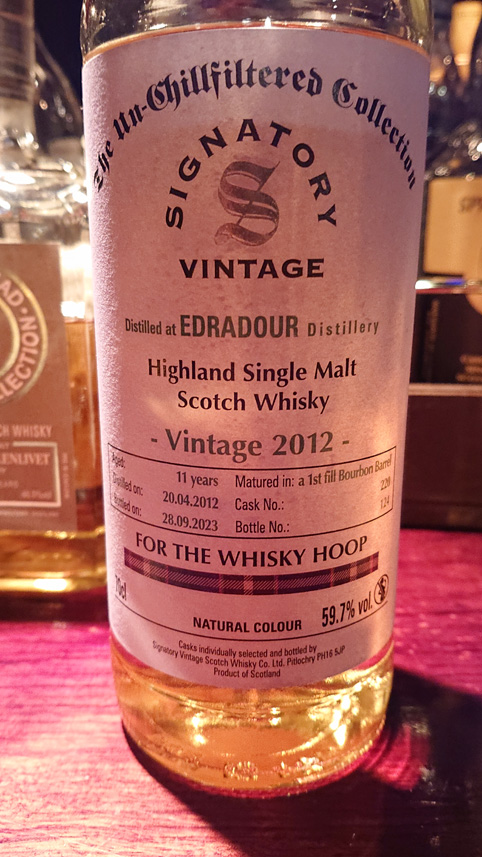 The Un-Chillfiltered Collection
SIGNATORY
S
VINTAGE
Distilled at EDRADOUR Distillery
Highland Single Malt
Scotch Whisky
- Vintage 2012 -
Aged: 11 years
Distilled on: 20.04.2012
Bottled on: 28.09.2023
Matured in: a 1st fill Bourbon Barrel
Cask No.: 220
Bottle No.: 124
FOR THE WHISKY HOOP
70cl
NATURAL COLOUR
59.7% vol.
S
Casks individually selected and bottled by
Signatory Vintage Scotch Whisky Co. Ltd. Pitlochry PH16 5JP
Product of Scotland
COLLECTION
WHISKY